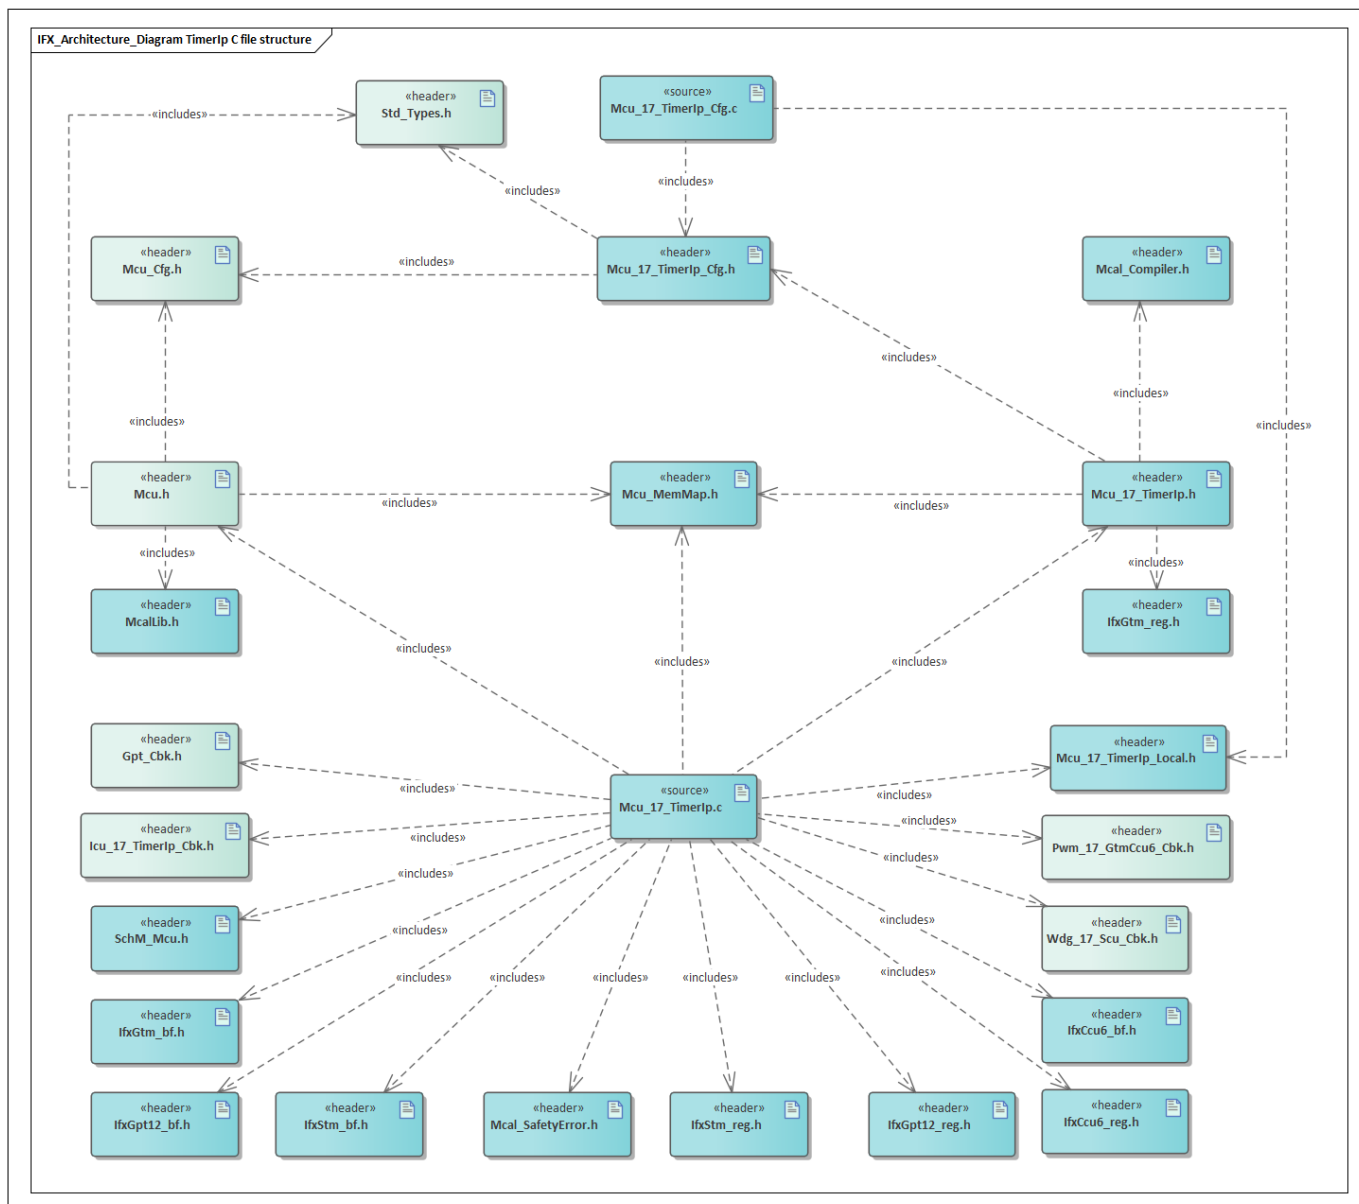 IFX_Architecture_Diagram TimerIp C file structure
«header»
Std_Types.h
«source»
Mcu_17_TimerIp_Cfg.c
«includes»
«includes»
«includes»
«header»
Mcu_Cfg.h
«includes»
«header»
Mcu_17_TimerIp_Cfg.h
«header»
Mcal_Compiler.h
«includes»
«includes»
«includes»
«includes»
«header»
Mcu.h
«includes»
«header»
Mcu_MemMap.h
«includes»
«header»
Mcu_17_TimerIp.h
«includes»
«includes»
«header»
McalLib.h
«header»
IfxGtm_reg.h
«includes»
«includes»
«includes»
«header»
Gpt_Cbk.h
«header»
Mcu_17_TimerIp_Local.h
«includes»
«source»
Mcu_17_TimerIp.c
«includes»
«header»
Icu_17_TimerIp_Cbk.h
«includes»
«includes»
«header»
Pwm_17_GtmCcu6_Cbk.h
«includes»
«includes»
«header»
SchM_Mcu.h
«includes»
«includes»
«header»
Wdg_17_Scu_Cbk.h
«includes»
«includes»
«includes»
«includes»
«includes»
«includes»
«header»
IfxGtm_bf.h
«header»
IfxCcu6_bf.h
«header»
IfxGpt12_bf.h
«header»
IfxStm_bf.h
«header»
Mcal_SafetyError.h
«header»
IfxStm_reg.h
«header»
IfxGpt12_reg.h
«header»
IfxCcu6_reg.h